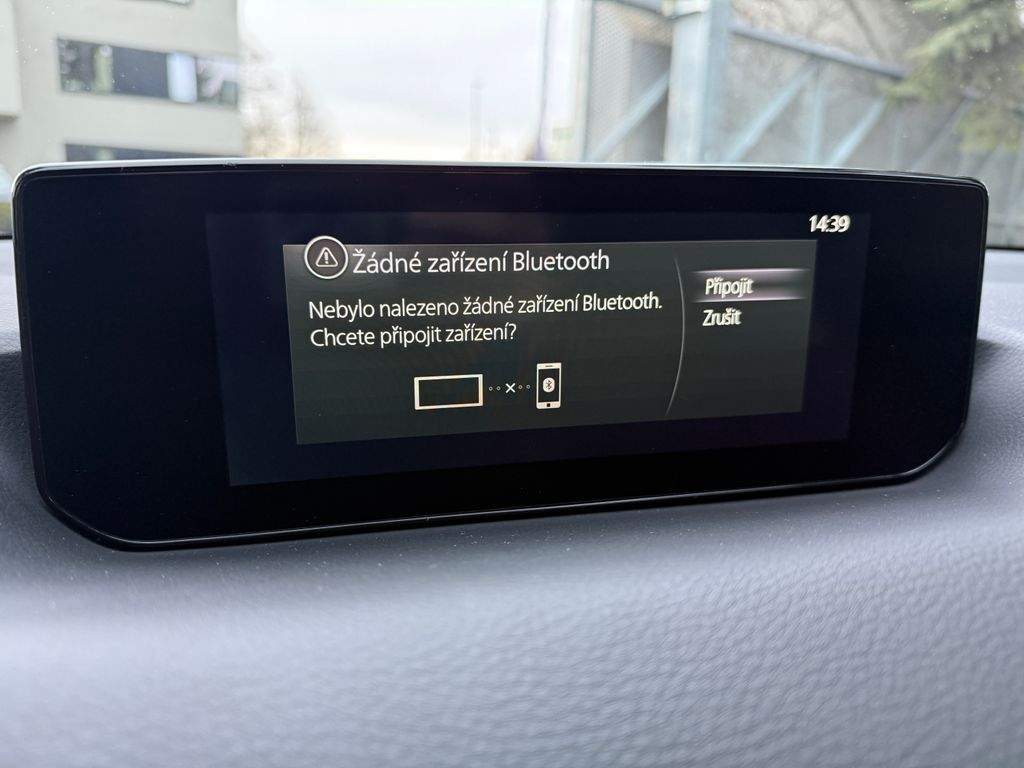 14:39
Žádné zařízení Bluetooth
Nebylo nalezeno žádné zařízení Bluetooth.
Chcete připojit zařízení?
Připojit
Zrušit